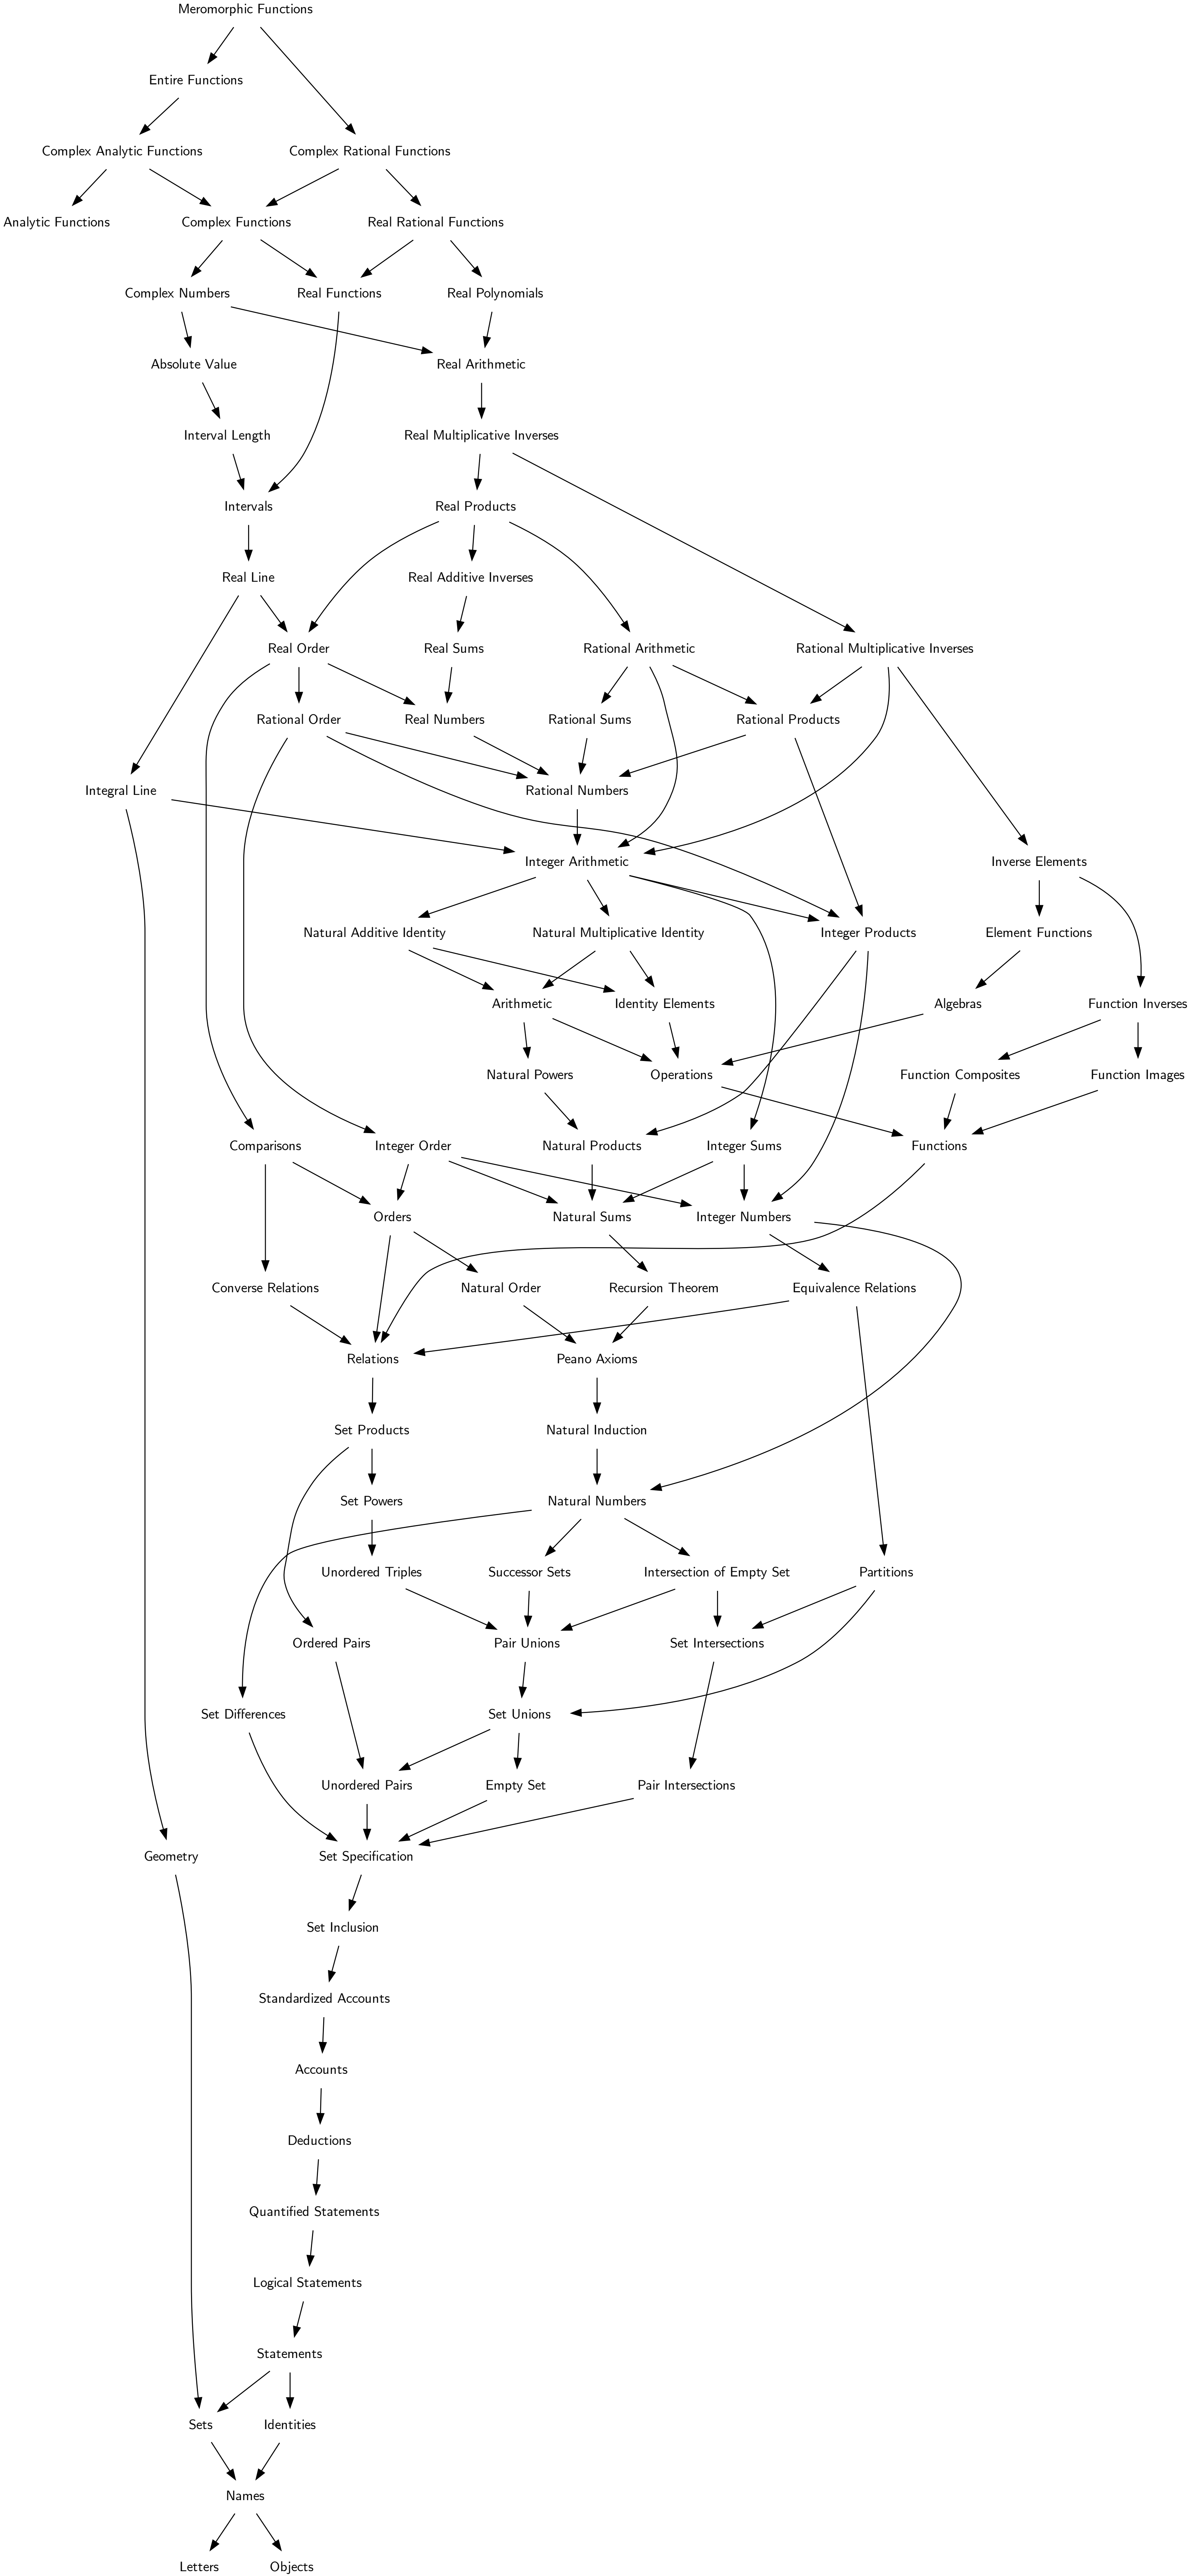 Meromorphic Functions
Entire Functions
Complex Analytic Functions
Complex Rational Functions
Analytic Functions
Complex Functions
Real Rational Functions
Complex Numbers
Real Functions
Real Polynomials
Absolute Value
Real Arithmetic
Interval Length
Real Multiplicative Inverses
Intervals
Real Products
Real Line
Real Additive Inverses
Real Order
Real Sums
Rational Arithmetic
Rational Multiplicative Inverses
Rational Order
Real Numbers
Rational Sums
Rational Products
Integral Line
Rational Numbers
Integer Arithmetic
Inverse Elements
Natural Additive Identity
Natural Multiplicative Identity
Integer Products
Element Functions
Arithmetic
Identity Elements
Algebras
Function Inverses
Natural Powers
Operations
Function Composites
Function Images
Comparisons
Integer Order
Natural Products
Integer Sums
Functions
Orders
Natural Sums
Integer Numbers
Converse Relations
Natural Order
Recursion Theorem
Equivalence Relations
Relations
Peano Axioms
Set Products
Natural Induction
Set Powers
Natural Numbers
Unordered Triples
Successor Sets
Intersection of Empty Set
Partitions
Ordered Pairs
Pair Unions
Set Intersections
Set Differences
Set Unions
Unordered Pairs
Empty Set
Pair Intersections
Geometry
Set Specification
Set Inclusion
Standardized Accounts
Accounts
Deductions
Quantified Statements
Logical Statements
Statements
Sets
Identities
Names
Letters
Objects